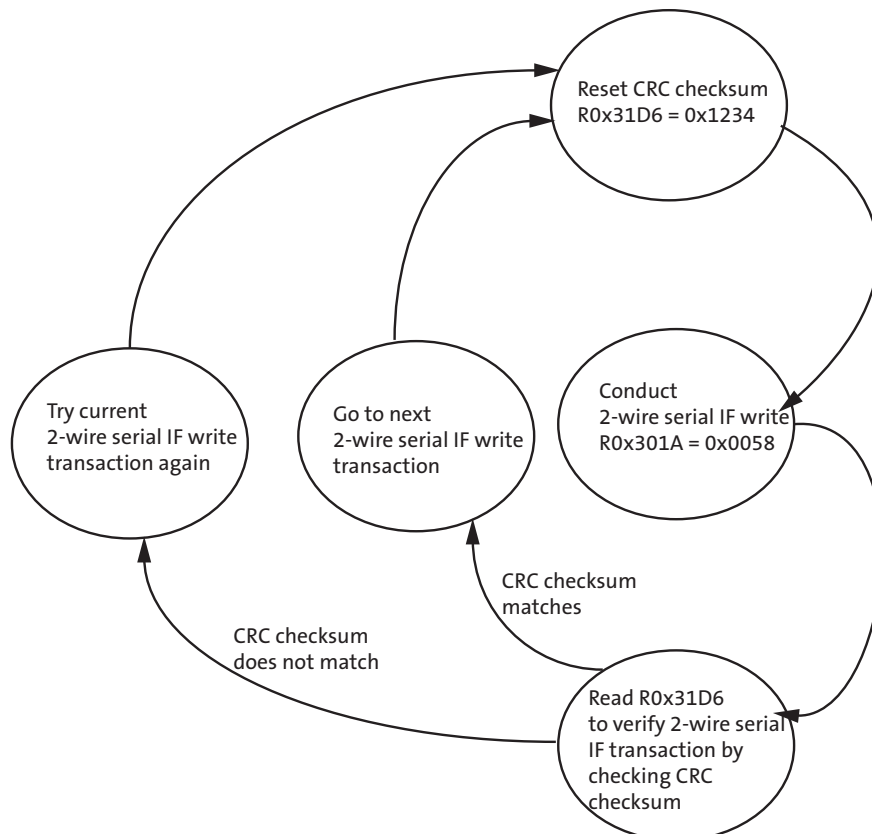 Reset CRC checksum
R0x31D6 = 0x1234
Try current
2-wire serial IF write
transaction again
Go to next
2-wire serial IF write
transaction
Conduct
2-wire serial IF write
R0x301A = 0x0058
CRC checksum
matches
CRC checksum
does not match
Read R0x31D6
to verify 2-wire serial
IF transaction by
checking CRC
checksum